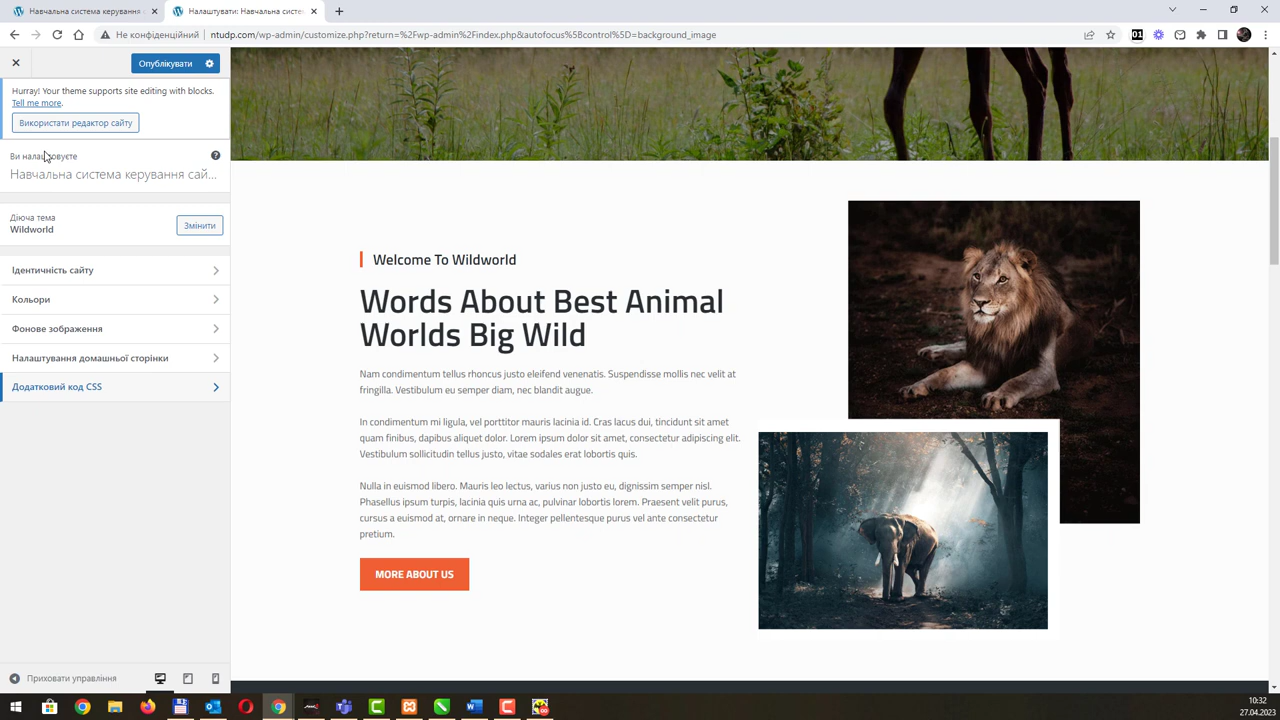 Навчальна система керування с
Налаштувати: Навчальна систем
Не конфіденційний
ntudp.com/wp-admin/customize.php?return=%2Fwp-admin%2Findex.php&autofocus%5Bcontrol%5D=background_image
01
Опублікувати
Hurray! Your theme supports site editing with blocks.
Tell me more.
Використати редактор сайту
Ви налаштовуєте
Навчальна система керування сай...
Діюча тема
Wildworld
Змінити
Ідентичність сайту
Кольори
Фонове зображення
Налаштування домашньої сторінки
Додатковий код CSS
Приховати управління
Welcome To Wildworld
Words About Best Animal
Worlds Big Wild
Nam condimentum tellus rhoncus justo eleifend venenatis. Suspendisse mollis nec velit at
fringilla. Vestibulum eu semper diam, nec blandit augue.
In condimentum mi ligula, vel porttitor mauris lacinia id. Cras lacus dui, tincidunt sit amet
quam finibus, dapibus aliquet dolor. Lorem ipsum dolor sit amet, consectetur adipiscing elit.
Vestibulum sollicitudin tellus justo, vitae sodales erat lobortis quis.
Nulla in euismod libero. Mauris leo lectus, varius non justo eu, dignissim semper nisl.
Phasellus ipsum turpis, lacinia quis urna ac, pulvinar lobortis lorem. Praesent velit purus,
cursus a euismod at, ornare in neque. Integer pellentesque purus vel ante consectetur
pretium.
MORE ABOUT US
10:32
27.04.2023